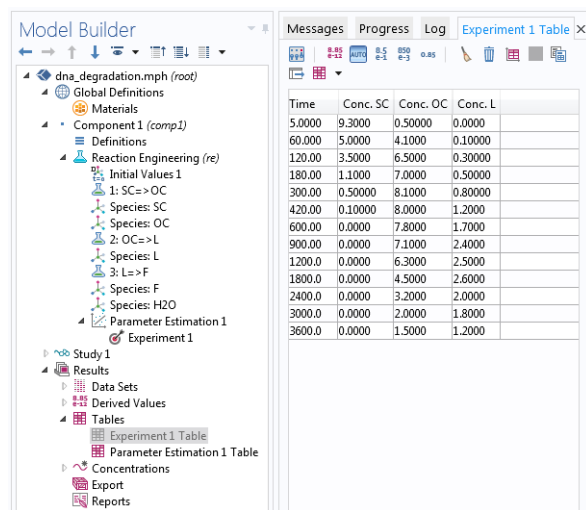 Model Builder
dna_degradation.mph (root)
Global Definitions
Materials
Component 1 (comp1)
Definitions
Reaction Engineering (re)
Initial Values 1
1: SC=>OC
Species: SC
Species: OC
2: OC=>L
Species: L
3: L=>F
Species: F
Species: H2O
Parameter Estimation 1
Experiment 1
Study 1
Results
Data Sets
8.85 e-12 Derived Values
Tables
Experiment 1 Table
Parameter Estimation 1 Table
Concentrations
Export
Reports
Messages Progress Log Experiment 1 Table
8.85 e-12 AUTO 8.5 e-1 850 e-3 0.85
Time Conc. SC Conc. OC Conc. L
5.0000 9.3000 0.50000 0.0000
60.000 5.0000 4.1000 0.10000
120.00 3.5000 6.5000 0.30000
180.00 1.1000 7.0000 0.50000
300.00 0.50000 8.1000 0.80000
420.00 0.10000 8.0000 1.2000
600.00 0.0000 7.8000 1.7000
900.00 0.0000 7.1000 2.4000
1200.0 0.0000 6.3000 2.5000
1800.0 0.0000 4.5000 2.6000
2400.0 0.0000 3.2000 2.0000
3000.0 0.0000 2.0000 1.8000
3600.0 0.0000 1.5000 1.2000